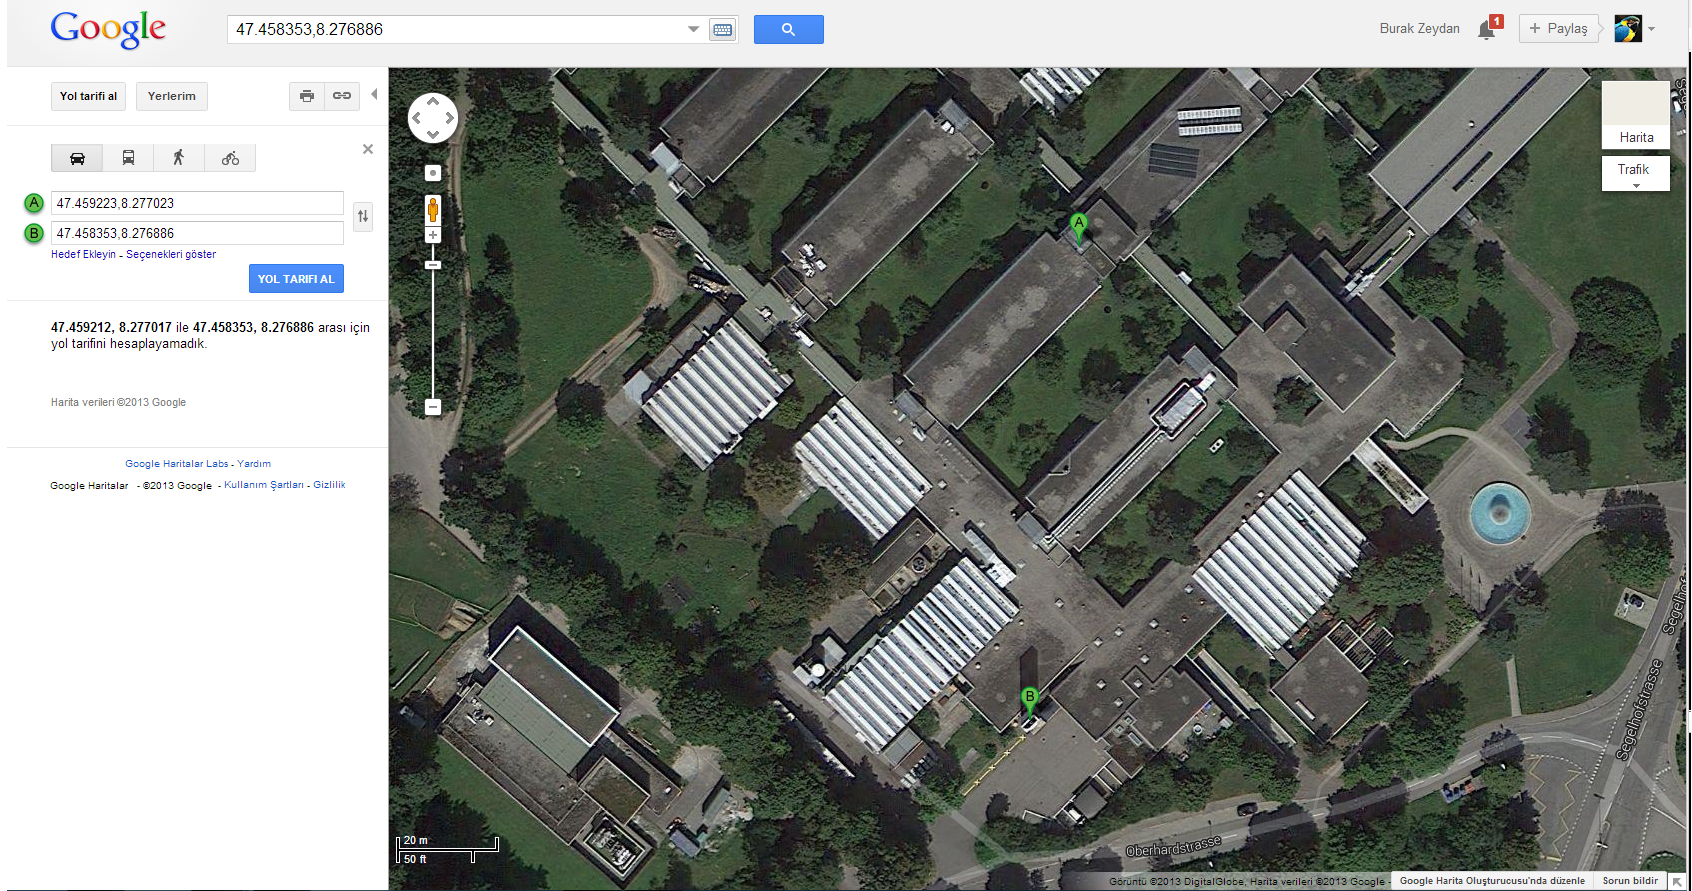 Google
47.458353,8.276886
Burak Zeydan
1
+ Paylaş
Yol tarifi al
Yerlerim
A 47.459223,8.277023
B 47.458353,8.276886
Hedef Ekleyin - Seçenekleri göster
YOL TARIFI AL
47.459212, 8.277017 ile 47.458353, 8.276886 arası için
yol tarifini hesaplayamadık.
Harita verileri ©2013 Google
Google Haritalar Labs - Yardım
Google Haritalar - ©2013 Google - Kullanım Şartları - Gizlilik
Harita
Trafik
A
B
Segelhofstrasse
Segelhofstrasse
Oberhardstrasse
20 m
50 ft
Görüntü ©2013 DigitalGlobe, Harita verileri ©2013 Google -
Google Harita Oluşturucusu'nda düzenle
Sorun bildir